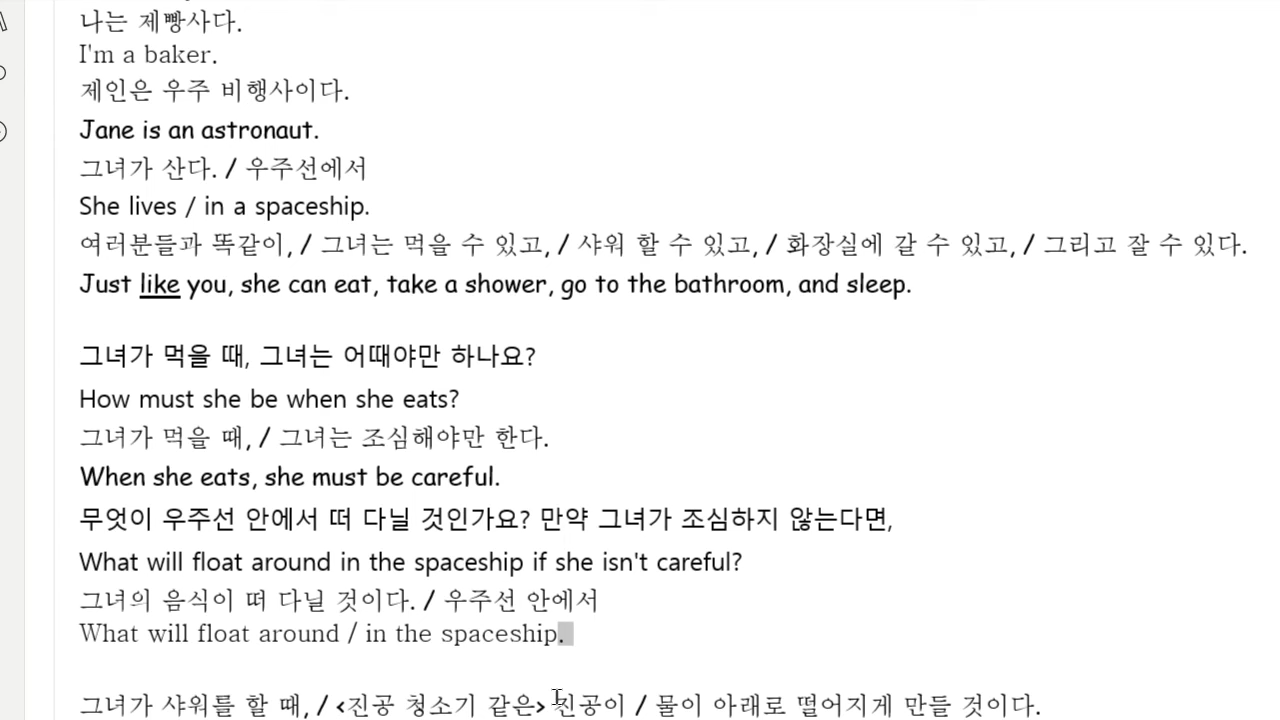 나는 제빵사다.
I'm a baker.
제인은 우주 비행사이다.
Jane is an astronaut.
그녀가 산다. / 우주선에서
She lives / in a spaceship.
여러분들과 똑같이, / 그녀는 먹을 수 있고, / 샤워 할 수 있고, / 화장실에 갈 수 있고, / 그리고 잘 수 있다.
Just like you, she can eat, take a shower, go to the bathroom, and sleep.
그녀가 먹을 때, 그녀는 어때야만 하나요?
How must she be when she eats?
그녀가 먹을 때, / 그녀는 조심해야만 한다.
When she eats, she must be careful.
무엇이 우주선 안에서 떠 다닐 것인가요? 만약 그녀가 조심하지 않는다면,
What will float around in the spaceship if she isn't careful?
그녀의 음식이 떠 다닐 것이다. / 우주선 안에서
What will float around / in the spaceship.
그녀가 샤워를 할 때, / <진공 청소기 같은> 진공이 / 물이 아래로 떨어지게 만들 것이다.